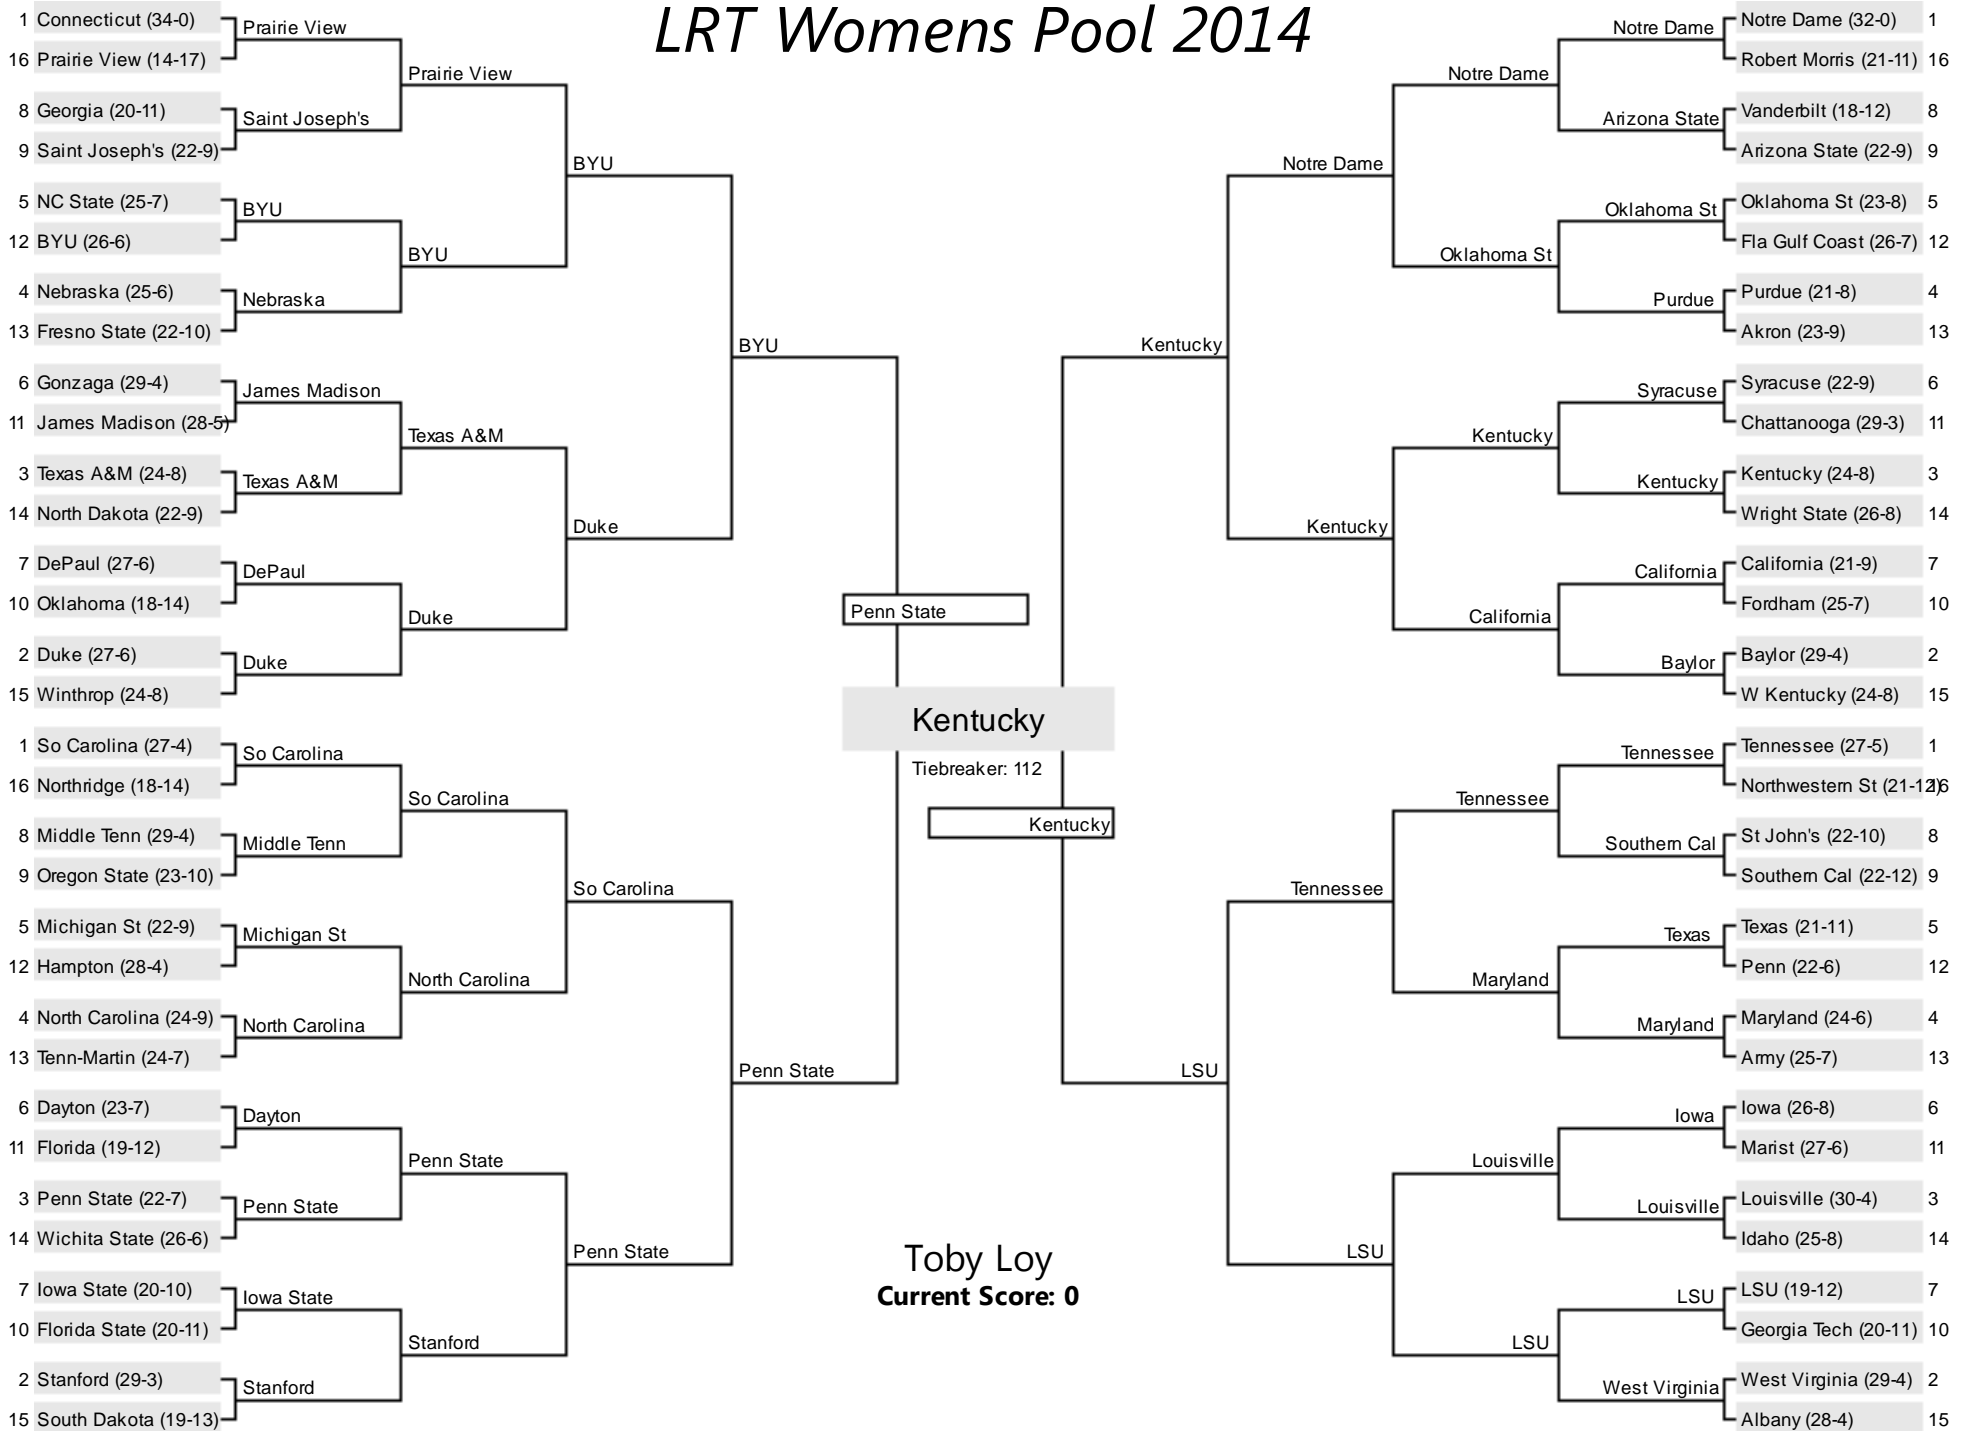 LRT Womens Pool 2014
1 Connecticut (34-0)
16 Prairie View (14-17)
8 Georgia (20-11)
9 Saint Joseph's (22-9)
5 NC State (25-7)
12 BYU (26-6)
4 Nebraska (25-6)
13 Fresno State (22-10)
6 Gonzaga (29-4)
11 James Madison (28-5)
3 Texas A&M (24-8)
14 North Dakota (22-9)
7 DePaul (27-6)
10 Oklahoma (18-14)
2 Duke (27-6)
15 Winthrop (24-8)
1 So Carolina (27-4)
16 Northridge (18-14)
8 Middle Tenn (29-4)
9 Oregon State (23-10)
5 Michigan St (22-9)
12 Hampton (28-4)
4 North Carolina (24-9)
13 Tenn-Martin (24-7)
6 Dayton (23-7)
11 Florida (19-12)
3 Penn State (22-7)
14 Wichita State (26-6)
7 Iowa State (20-10)
10 Florida State (20-11)
2 Stanford (29-3)
15 South Dakota (19-13)
Prairie View
Saint Joseph's
BYU
Nebraska
James Madison
Texas A&M
DePaul
Duke
So Carolina
Middle Tenn
Michigan St
North Carolina
Dayton
Penn State
Iowa State
Stanford
Prairie View
BYU
Texas A&M
Duke
So Carolina
North Carolina
Penn State
Stanford
BYU
Duke
So Carolina
Penn State
BYU
Penn State
Penn State
Kentucky
Tiebreaker: 112
Kentucky
Toby Loy
Current Score: 0
Kentucky
LSU
Notre Dame
Kentucky
Tennessee
LSU
Notre Dame
Oklahoma St
Kentucky
California
Tennessee
Maryland
Louisville
LSU
Notre Dame
Arizona State
Oklahoma St
Purdue
Syracuse
Kentucky
California
Baylor
Tennessee
Southern Cal
Texas
Maryland
Iowa
Louisville
LSU
West Virginia
Notre Dame (32-0) 1
Robert Morris (21-11) 16
Vanderbilt (18-12) 8
Arizona State (22-9) 9
Oklahoma St (23-8) 5
Fla Gulf Coast (26-7) 12
Purdue (21-8) 4
Akron (23-9) 13
Syracuse (22-9) 6
Chattanooga (29-3) 11
Kentucky (24-8) 3
Wright State (26-8) 14
California (21-9) 7
Fordham (25-7) 10
Baylor (29-4) 2
W Kentucky (24-8) 15
Tennessee (27-5) 1
Northwestern St (21-12) 16
St John's (22-10) 8
Southern Cal (22-12) 9
Texas (21-11) 5
Penn (22-6) 12
Maryland (24-6) 4
Army (25-7) 13
Iowa (26-8) 6
Marist (27-6) 11
Louisville (30-4) 3
Idaho (25-8) 14
LSU (19-12) 7
Georgia Tech (20-11) 10
West Virginia (29-4) 2
Albany (28-4) 15